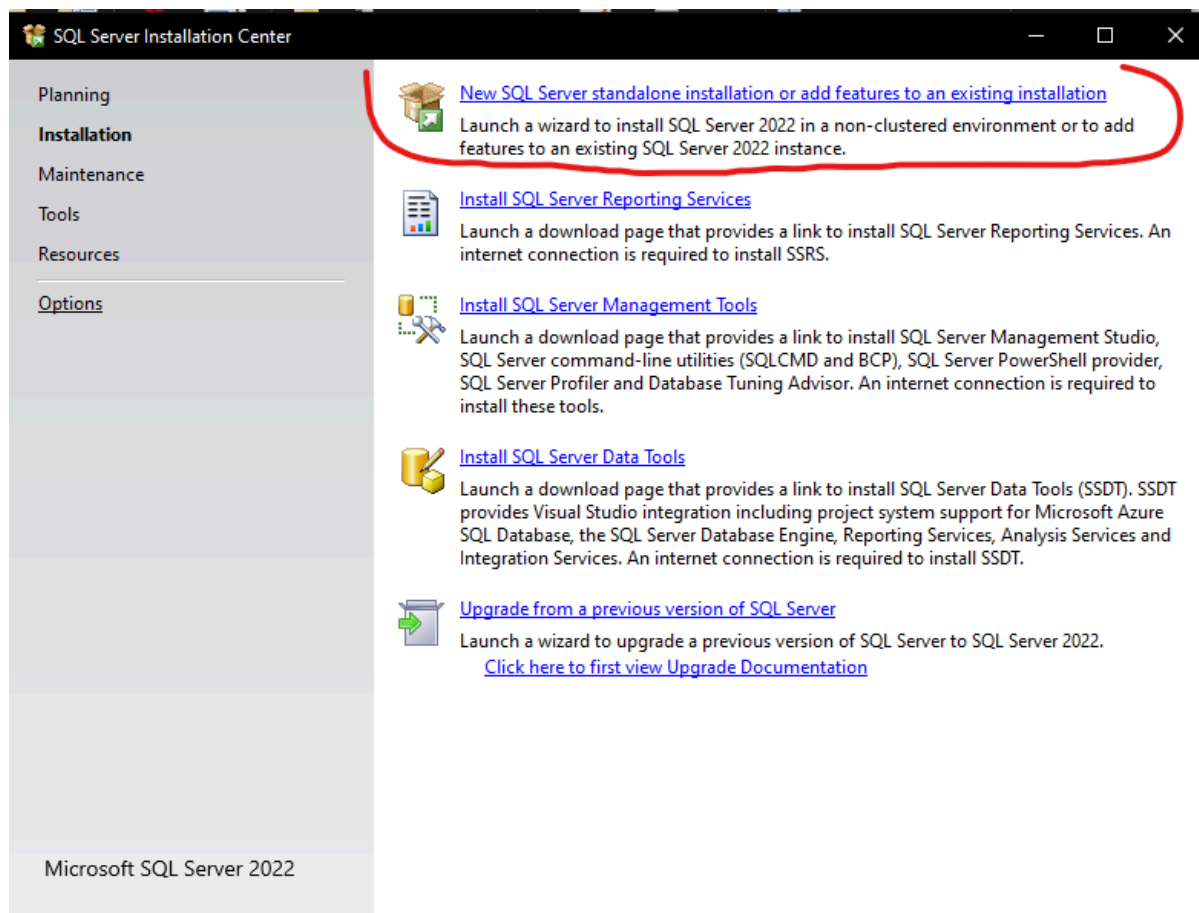 SQL Server Installation Center
Planning
Installation
Maintenance
Tools
Resources
Options
Microsoft SQL Server 2022
New SQL Server standalone installation or add features to an existing installation
Launch a wizard to install SQL Server 2022 in a non-clustered environment or to add
features to an existing SQL Server 2022 instance.
Install SQL Server Reporting Services
Launch a download page that provides a link to install SQL Server Reporting Services. An
internet connection is required to install SSRS.
Install SQL Server Management Tools
Launch a download page that provides a link to install SQL Server Management Studio,
SQL Server command-line utilities (SQLCMD and BCP), SQL Server PowerShell provider,
SQL Server Profiler and Database Tuning Advisor. An internet connection is required to
install these tools.
Install SQL Server Data Tools
Launch a download page that provides a link to install SQL Server Data Tools (SSDT). SSDT
provides Visual Studio integration including project system support for Microsoft Azure
SQL Database, the SQL Server Database Engine, Reporting Services, Analysis Services and
Integration Services. An internet connection is required to install SSDT.
Upgrade from a previous version of SQL Server
Launch a wizard to upgrade a previous version of SQL Server to SQL Server 2022.
Click here to first view Upgrade Documentation